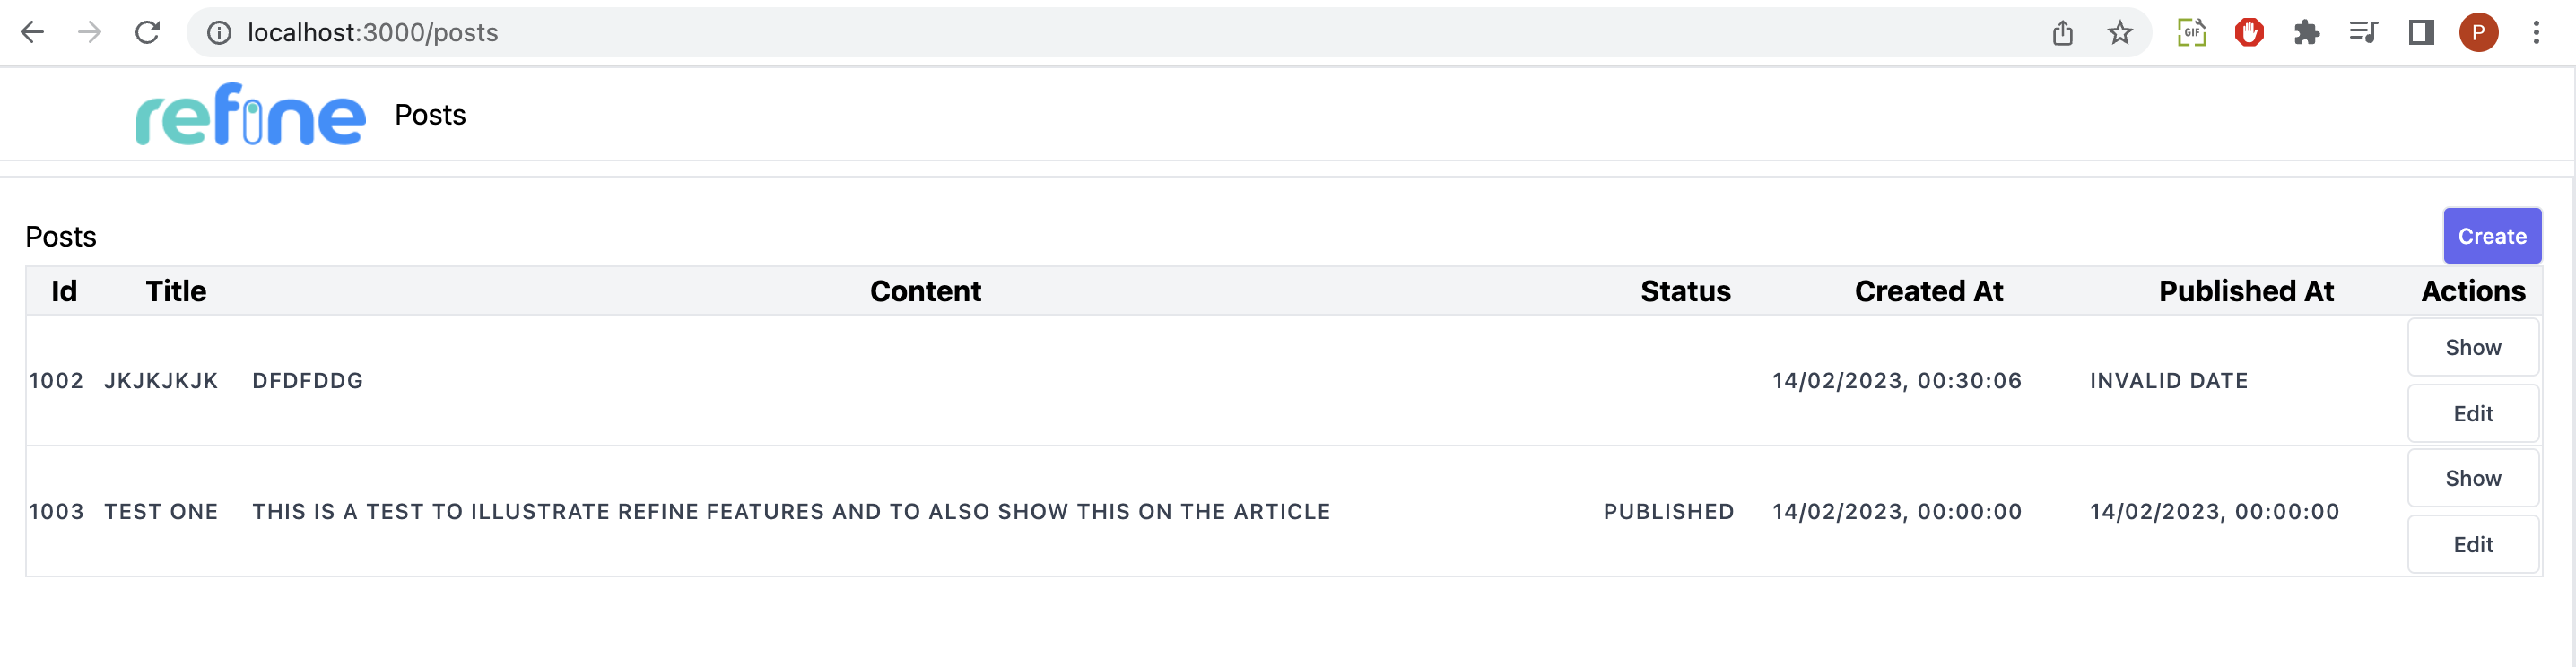 localhost:3000/posts
GIF
P
refine Posts
Posts
Create
Id Title Content Status Created At Published At Actions
1002 JKJKJKJK DFDFDDG 14/02/2023, 00:30:06 INVALID DATE Show
Edit
1003 TEST ONE THIS IS A TEST TO ILLUSTRATE REFINE FEATURES AND TO ALSO SHOW THIS ON THE ARTICLE PUBLISHED 14/02/2023, 00:00:00 14/02/2023, 00:00:00 Show
Edit